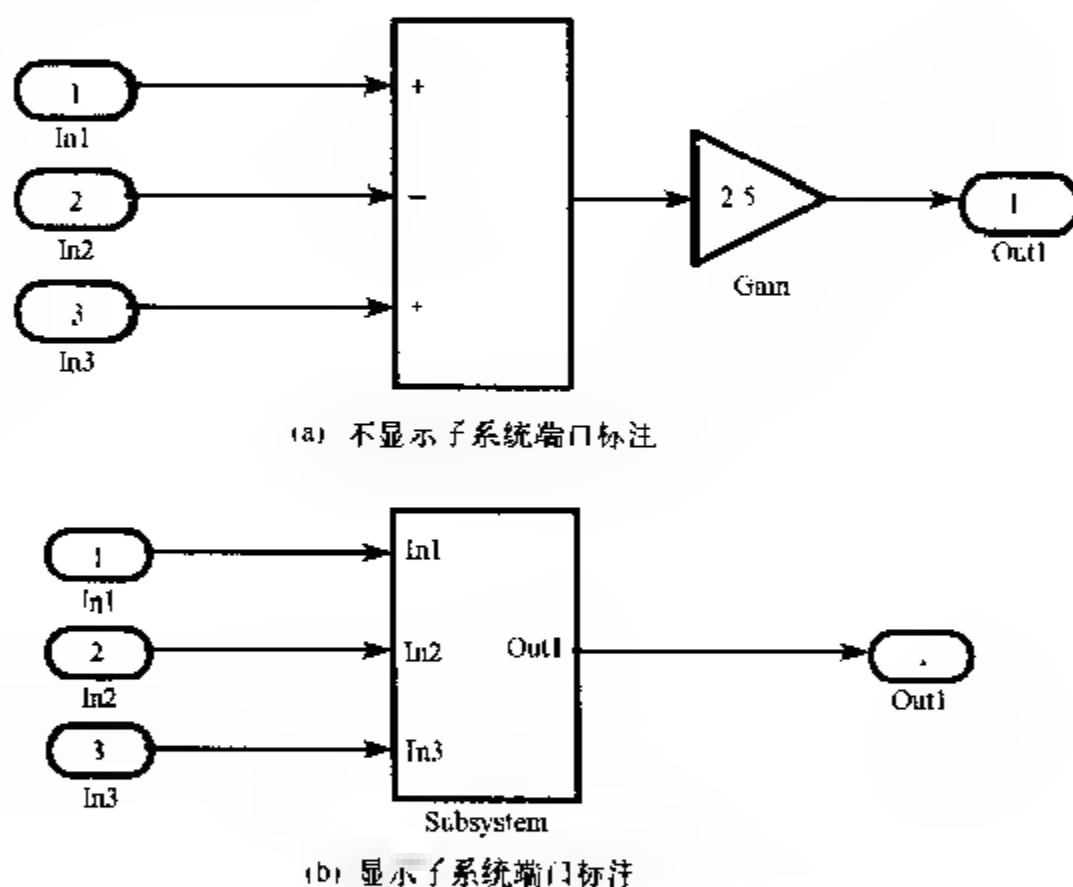 1
+
In1
2
−
2 5
1
In2
Out1
Gain
3
+
In3
(a) 不显示子系统端口标注
1
In1
In1
2
In2
Out1
In2
Out1
3
In3
In3
Subsystem
(b) 显示子系统端口标注